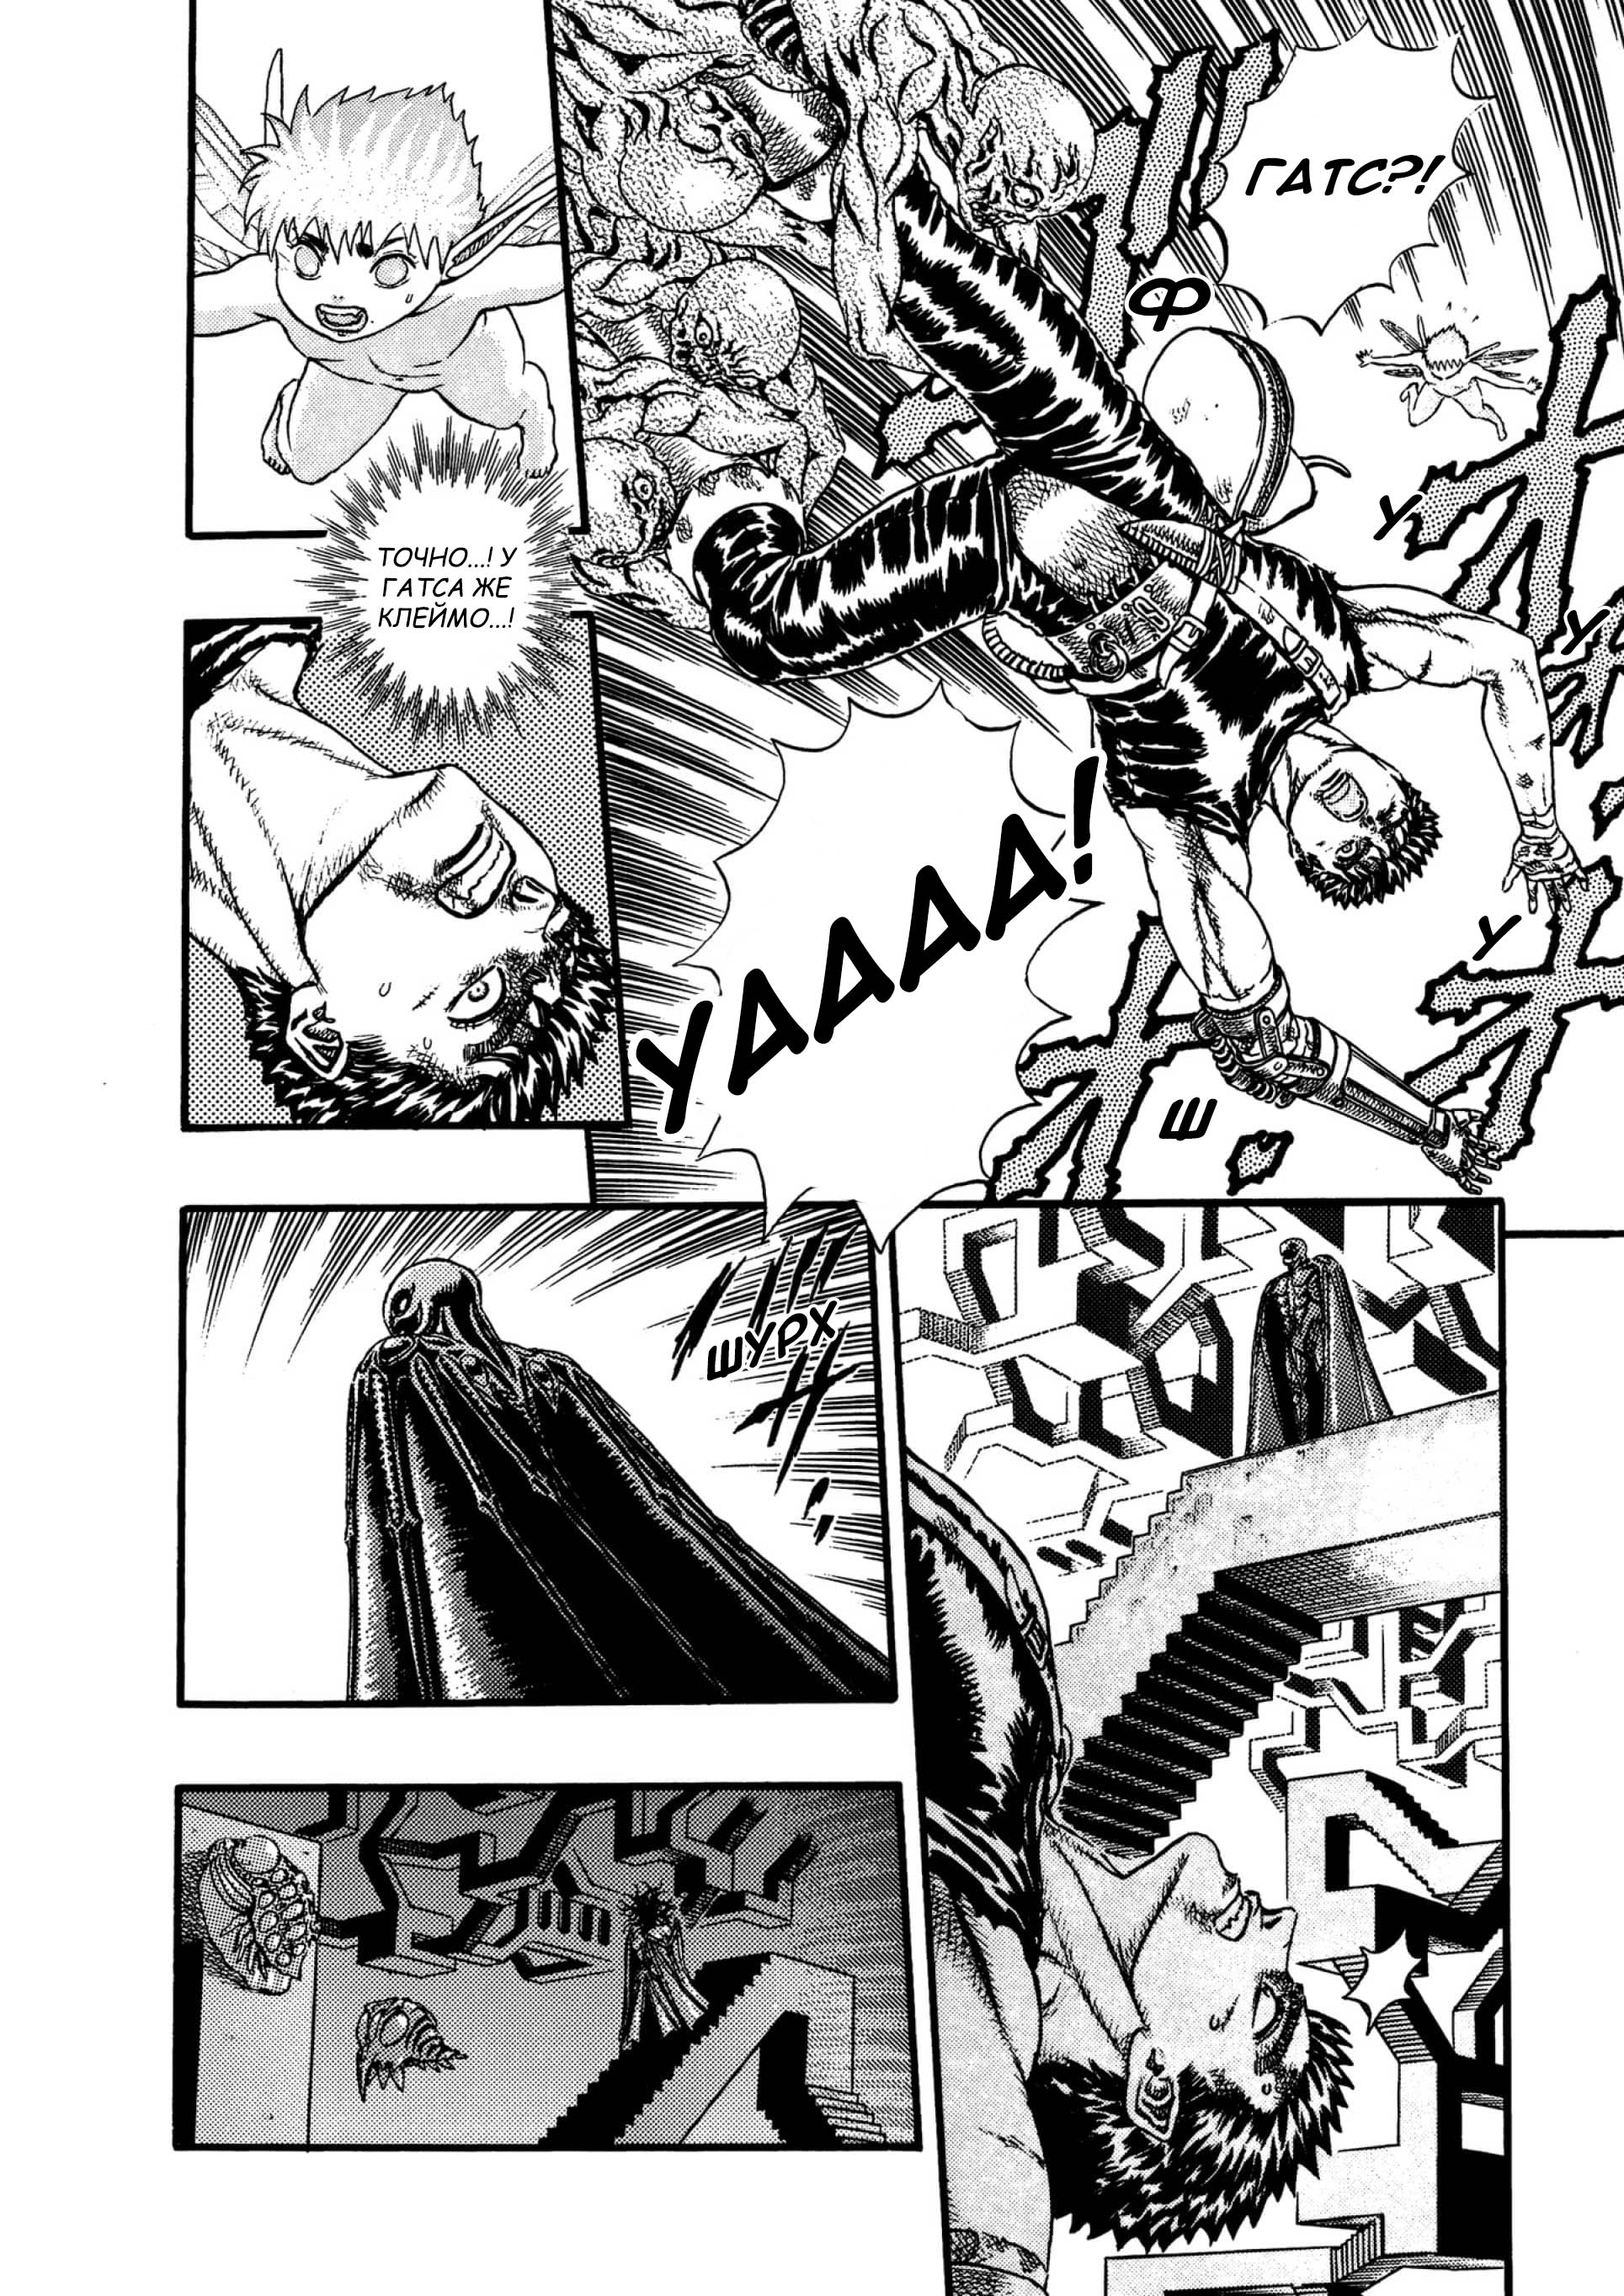 ГАТС?!
Ф
У
У
У
Ш
УАААА!
ТОЧНО...! У
ГАТСА ЖЕ
КЛЕЙМО...!
ШУРХ